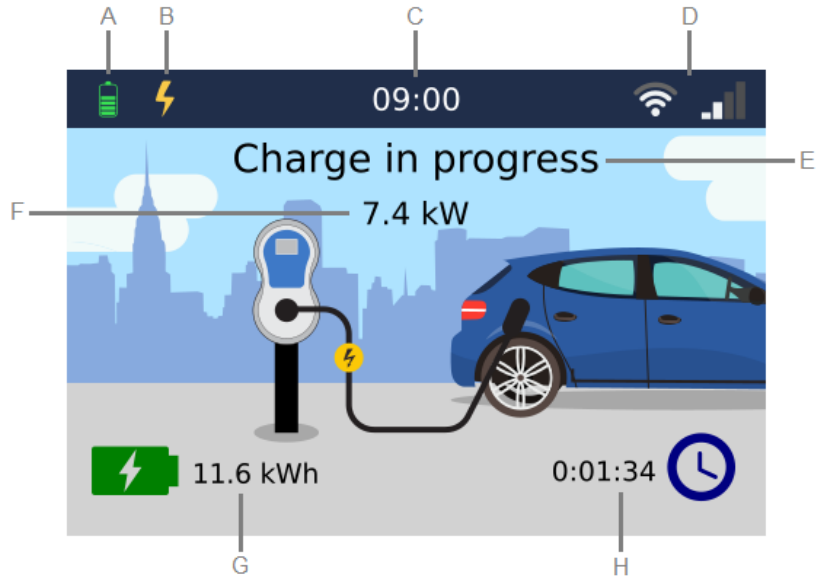 A B C D
09:00
Charge in progress E
F 7.4 kW
11.6 kWh 0:01:34
G H